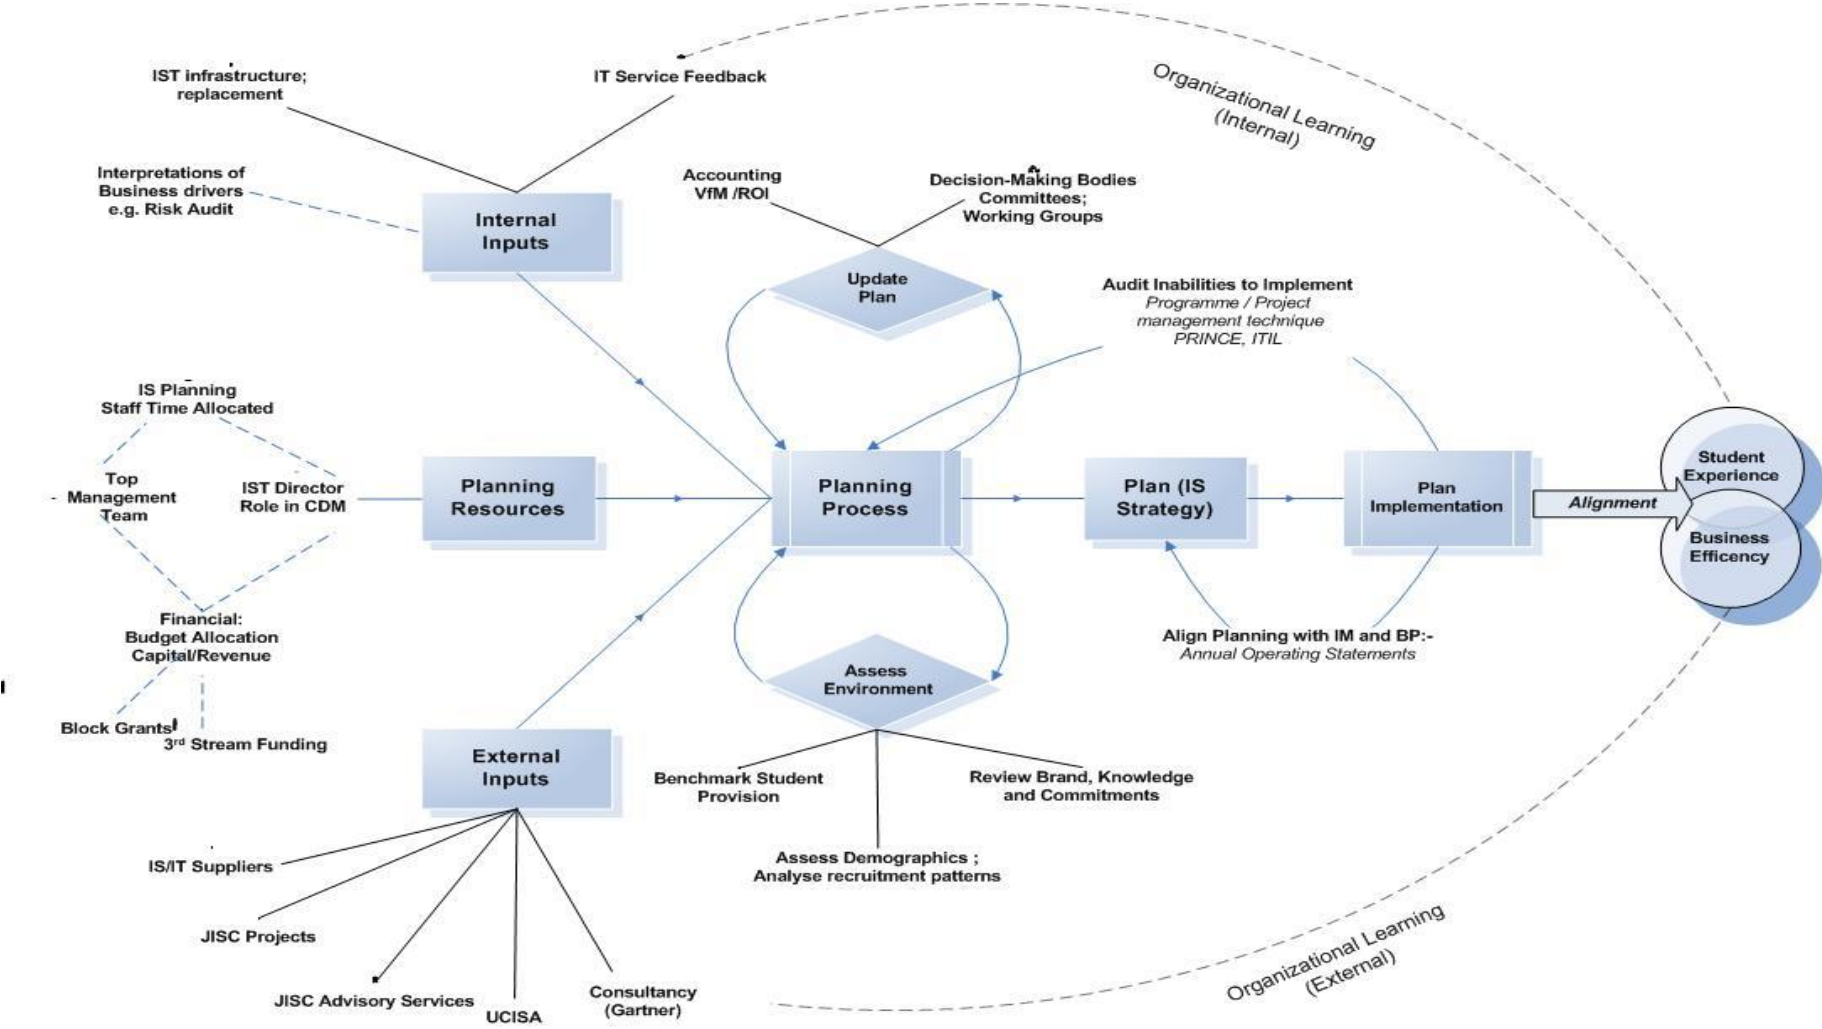 IST infrastructure;
replacement
IT Service Feedback
Organizational Learning
(Internal)
Interpretations of
Business drivers
e.g. Risk Audit
Internal
Inputs
Accounting
VfM /ROI
Decision-Making Bodies
Committees;
Working Groups
Update
Plan
Audit Inabilities to Implement
Programme / Project
management technique
PRINCE, ITIL
IS Planning
Staff Time Allocated
Top
Management
Team
IST Director
Role in CDM
Planning
Resources
Planning
Process
Plan (IS
Strategy)
Plan
Implementation
Alignment
Student
Experience
Business
Efficency
Financial:
Budget Allocation
Capital/Revenue
Block Grants
3rd Stream Funding
Align Planning with IM and BP:-
Annual Operating Statements
Assess
Environment
External
Inputs
Benchmark Student
Provision
Review Brand, Knowledge
and Commitments
Assess Demographics ;
Analyse recruitment patterns
IS/IT Suppliers
JISC Projects
JISC Advisory Services
UCISA
Consultancy
(Gartner)
Organizational Learning
(External)